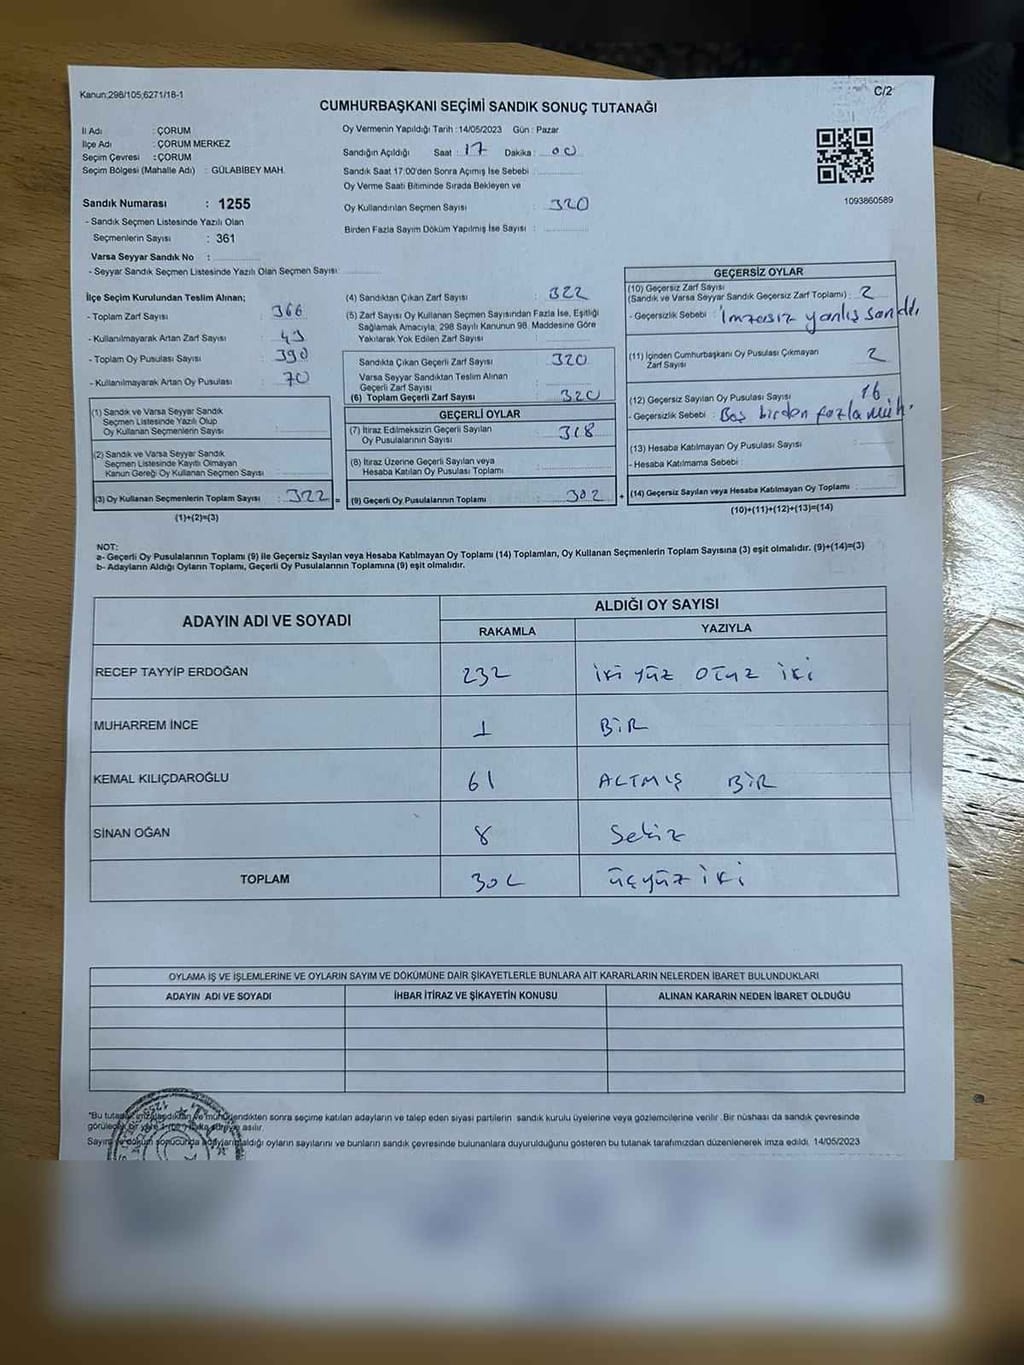 Kanun;298/105;6271/18-1
C/2
CUMHURBAŞKANI SEÇİMİ SANDIK SONUÇ TUTANAĞI
İl Adı : ÇORUM
İlçe Adı : ÇORUM MERKEZ
Seçim Çevresi : ÇORUM
Seçim Bölgesi (Mahalle Adı) : GÜLABİBEY MAH.
Sandık Numarası : 1255
- Sandık Seçmen Listesinde Yazılı Olan
Seçmenlerin Sayısı : 361
Varsa Seyyar Sandık No :
- Seyyar Sandık Seçmen Listesinde Yazılı Olan Seçmen Sayısı:
Oy Vermenin Yapıldığı Tarih :14/05/2023 Gün : Pazar
Sandığın Açıldığı Saat : 17 Dakika : 00
Sandık Saat 17:00'den Sonra Açımış İse Sebebi :
Oy Verme Saati Bitiminde Sırada Bekleyen ve
Oy Kullandırılan Seçmen Sayısı : 320
Birden Fazla Sayım Döküm Yapılmış İse Sayısı :
1093860589
İlçe Seçim Kurulundan Teslim Alınan;
- Toplam Zarf Sayısı : 366
- Kullanılmayarak Artan Zarf Sayısı : 43
- Toplam Oy Pusulası Sayısı : 390
- Kullanılmayarak Artan Oy Pusulası : 70
(1) Sandık ve Varsa Seyyar Sandık
Seçmen Listesinde Yazılı Olup
Oy Kullanan Seçmenlerin Sayısı :
(2) Sandık ve Varsa Seyyar Sandık
Seçmen Listesinde Kayıtlı Olmayan
Kanun Gereği Oy Kullanan Seçmen Sayısı :
(3) Oy Kullanan Seçmenlerin Toplam Sayısı : 322 =
(1)+(2)=(3)
(4) Sandıktan Çıkan Zarf Sayısı : 322
(5) Zarf Sayısı Oy Kullanan Seçmen Sayısından Fazla İse, Eşitliği
Sağlamak Amacıyla, 298 Sayılı Kanunun 98. Maddesine Göre
Yakılarak Yok Edilen Zarf Sayısı :
Sandıkta Çıkan Geçerli Zarf Sayısı : 320
Varsa Seyyar Sandıktan Teslim Alınan
Geçerli Zarf Sayısı :
(6) Toplam Geçerli Zarf Sayısı : 320
GEÇERLİ OYLAR
(7) İtiraz Edilmeksizin Geçerli Sayılan
Oy Pusulalarının Sayısı : 318
(8) İtiraz Üzerine Geçerli Sayılan veya
Hesaba Katılan Oy Pusulası Toplamı :
(9) Geçerli Oy Pusulalarının Toplamı : 302 +
GEÇERSİZ OYLAR
(10) Geçersiz Zarf Sayısı
(Sandık ve Varsa Seyyar Sandık Geçersiz Zarf Toplamı) : 2
- Geçersizlik Sebebi : İmzersiz yanlış sandı.
(11) İçinden Cumhurbaşkanı Oy Pusulası Çıkmayan
Zarf Sayısı : 2
(12) Geçersiz Sayılan Oy Pusulası Sayısı : 16
- Geçersizlik Sebebi : Boş birden fazla müh.
(13) Hesaba Katılmayan Oy Pusulası Sayısı :
- Hesaba Katılmama Sebebi :
(14) Geçersiz Sayılan veya Hesaba Katılmayan Oy Toplamı :
(10)+(11)+(12)+(13)=(14)
NOT:
a- Geçerli Oy Pusulalarının Toplamı (9) ile Geçersiz Sayılan veya Hesaba Katılmayan Oy Toplamı (14) Toplamları, Oy Kullanan Seçmenlerin Toplam Sayısına (3) eşit olmalıdır. (9)+(14)=(3)
b- Adayların Aldığı Oyların Toplamı, Geçerli Oy Pusulalarının Toplamına (9) eşit olmalıdır.
ADAYIN ADI VE SOYADI
ALDIĞI OY SAYISI
RAKAMLA YAZIYLA
RECEP TAYYİP ERDOĞAN 232 iki yüz otuz iki
MUHARREM İNCE 1 BİR
KEMAL KILIÇDAROĞLU 61 ALTMIŞ BİR
SİNAN OĞAN 8 Sekiz
TOPLAM 302 üçyüz iki
OYLAMA İŞ VE İŞLEMLERİNE VE OYLARIN SAYIM VE DÖKÜMÜNE DAİR ŞİKAYETLERLE BUNLARA AİT KARARLARIN NELERDEN İBARET BULUNDUKLARI
ADAYIN ADI VE SOYADI İHBAR İTİRAZ VE ŞİKAYETİN KONUSU ALINAN KARARIN NEDEN İBARET OLDUĞU
"Bu tutanak imzalandıktan ve mühürlendikten sonra seçime katılan adayların ve talep eden siyasi partilerin sandık kurulu üyelerine veya gözlemcilerine verilir .Bir nüshası da sandık çevresinde
görülecek bir yere süreyle asılır.
Sayım ve döküm sonucunda adayların aldığı oyların sayılarını ve bunların sandık çevresinde bulunanlara duyurulduğunu gösteren bu tutanak tarafımızdan düzenlenerek imza edildi. 14/05/2023